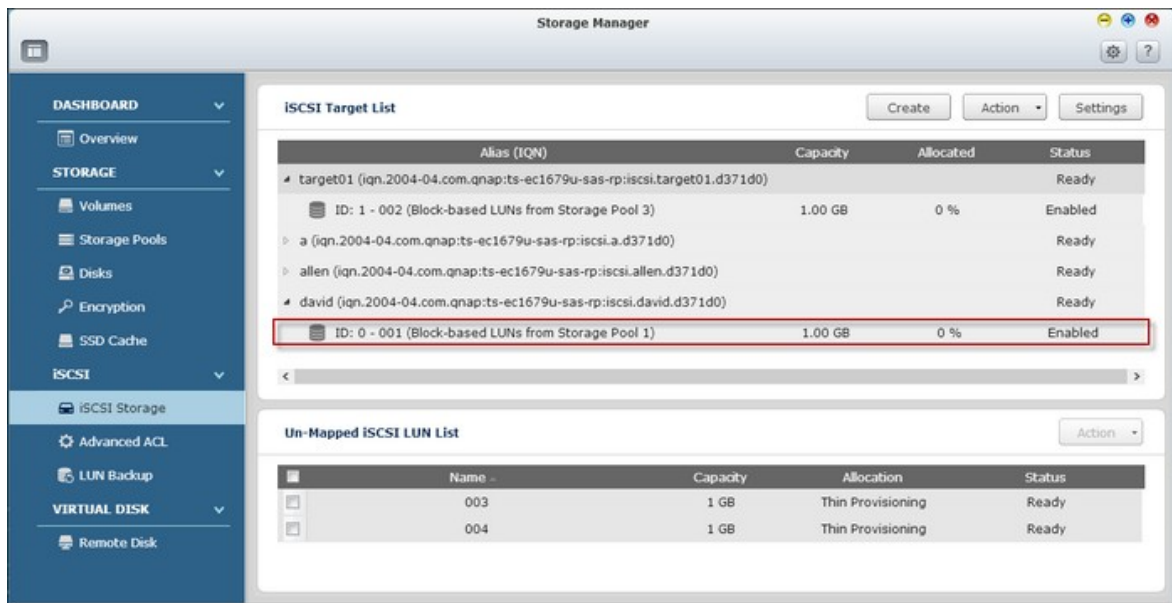 Storage Manager
?
DASHBOARD
Overview
STORAGE
Volumes
Storage Pools
Disks
Encryption
SSD Cache
iSCSI
iSCSI Storage
Advanced ACL
LUN Backup
VIRTUAL DISK
Remote Disk
iSCSI Target List Create Action Settings
Alias (IQN) Capacity Allocated Status
target01 (iqn.2004-04.com.qnap:ts-ec1679u-sas-rp:iscsi.target01.d371d0) Ready
ID: 1 - 002 (Block-based LUNs from Storage Pool 3) 1.00 GB 0 % Enabled
a (iqn.2004-04.com.qnap:ts-ec1679u-sas-rp:iscsi.a.d371d0) Ready
allen (iqn.2004-04.com.qnap:ts-ec1679u-sas-rp:iscsi.allen.d371d0) Ready
david (iqn.2004-04.com.qnap:ts-ec1679u-sas-rp:iscsi.david.d371d0) Ready
ID: 0 - 001 (Block-based LUNs from Storage Pool 1) 1.00 GB 0 % Enabled
Un-Mapped iSCSI LUN List Action
Name Capacity Allocation Status
003 1 GB Thin Provisioning Ready
004 1 GB Thin Provisioning Ready